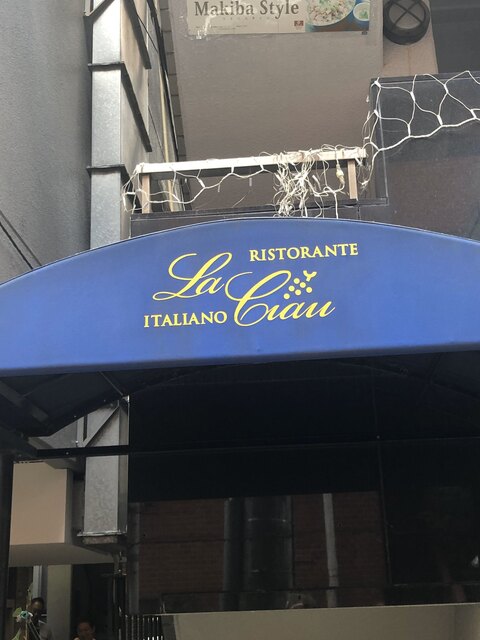 Makiba Style
RISTORANTE
La Ciau
ITALIANO